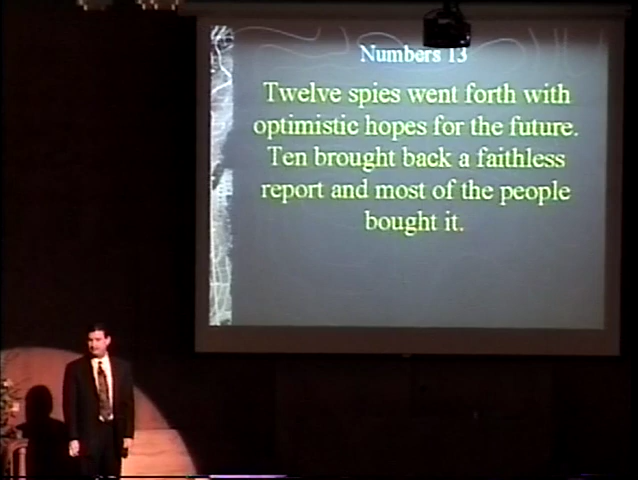 Numbers 13
Twelve spies went forth with
optimistic hopes for the future.
Ten brought back a faithless
report and most of the people
bought it.